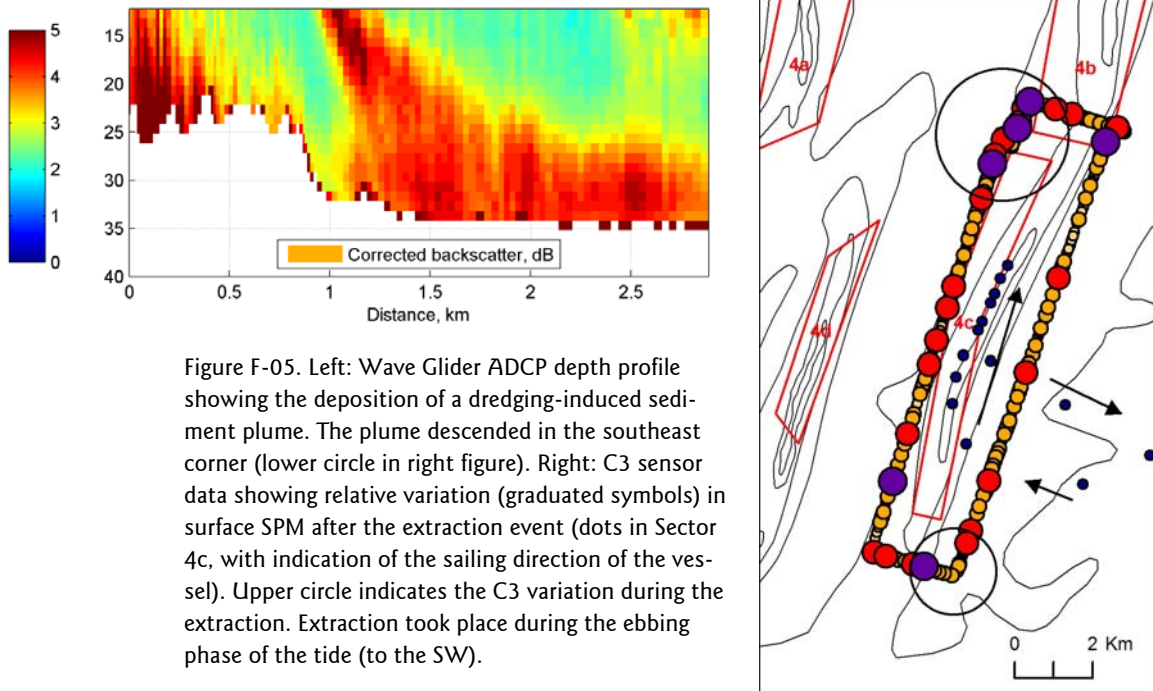 5
4
3
2
1
0
15
20
25
30
35
40
Corrected backscatter, dB
0
0.5
1
1.5
2
2.5
Distance, km
Figure F-05. Left: Wave Glider ADCP depth profile
showing the deposition of a dredging-induced sedi-
ment plume. The plume descended in the southeast
corner (lower circle in right figure). Right: C3 sensor
data showing relative variation (graduated symbols) in
surface SPM after the extraction event (dots in Sector
4c, with indication of the sailing direction of the ves-
sel). Upper circle indicates the C3 variation during the
extraction. Extraction took place during the ebbing
phase of the tide (to the SW).
4a
4b
4c
4d
0 2 Km